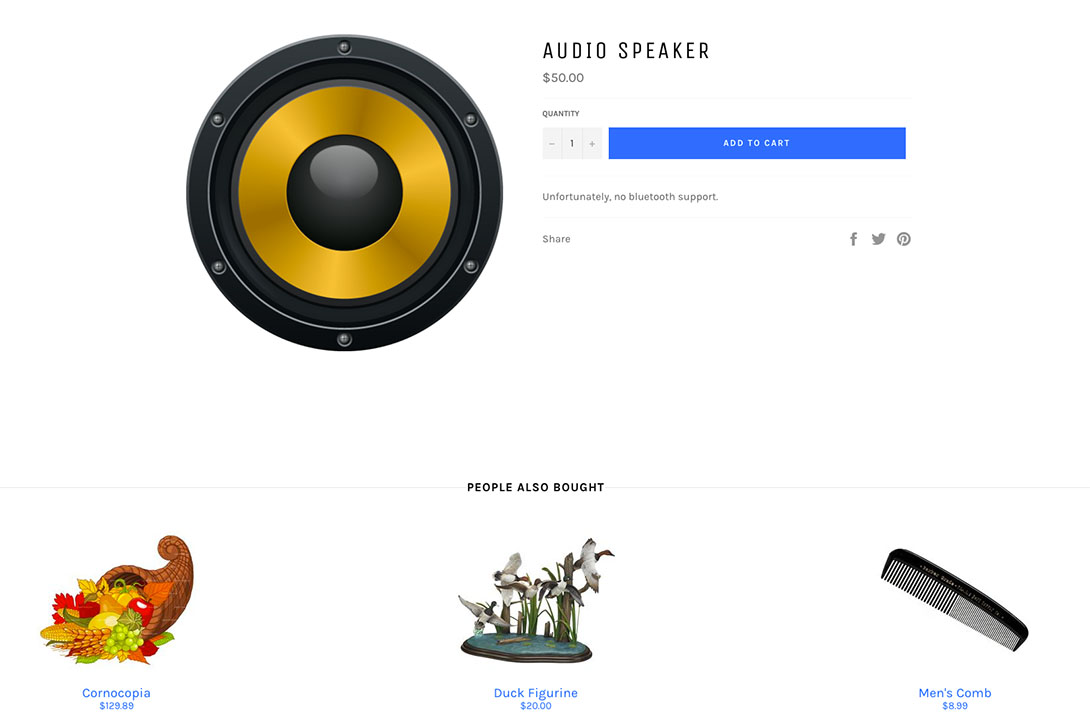 AUDIO SPEAKER
$50.00
QUANTITY
− 1 +
ADD TO CART
Unfortunately, no bluetooth support.
Share
PEOPLE ALSO BOUGHT
Cornocopia
$129.89
Duck Figurine
$20.00
Men's Comb
$8.99